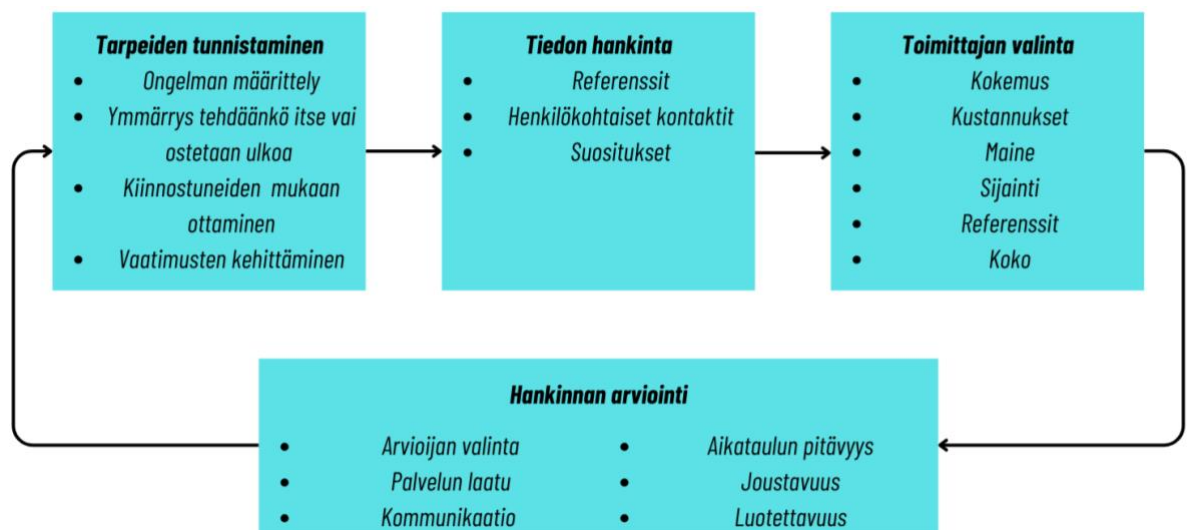 Tarpeiden tunnistaminen
• Ongelman määrittely
• Ymmärrys tehdäänkö itse vai
ostetaan ulkoa
• Kiinnostuneiden mukaan
ottaminen
• Vaatimusten kehittäminen
Tiedon hankinta
• Referenssit
• Henkilökohtaiset kontaktit
• Suositukset
Toimittajan valinta
• Kokemus
• Kustannukset
• Maine
• Sijainti
• Referenssit
• Koko
Hankinnan arviointi
• Arvioijan valinta
• Palvelun laatu
• Kommunikaatio
• Aikataulun pitävyys
• Joustavuus
• Luotettavuus